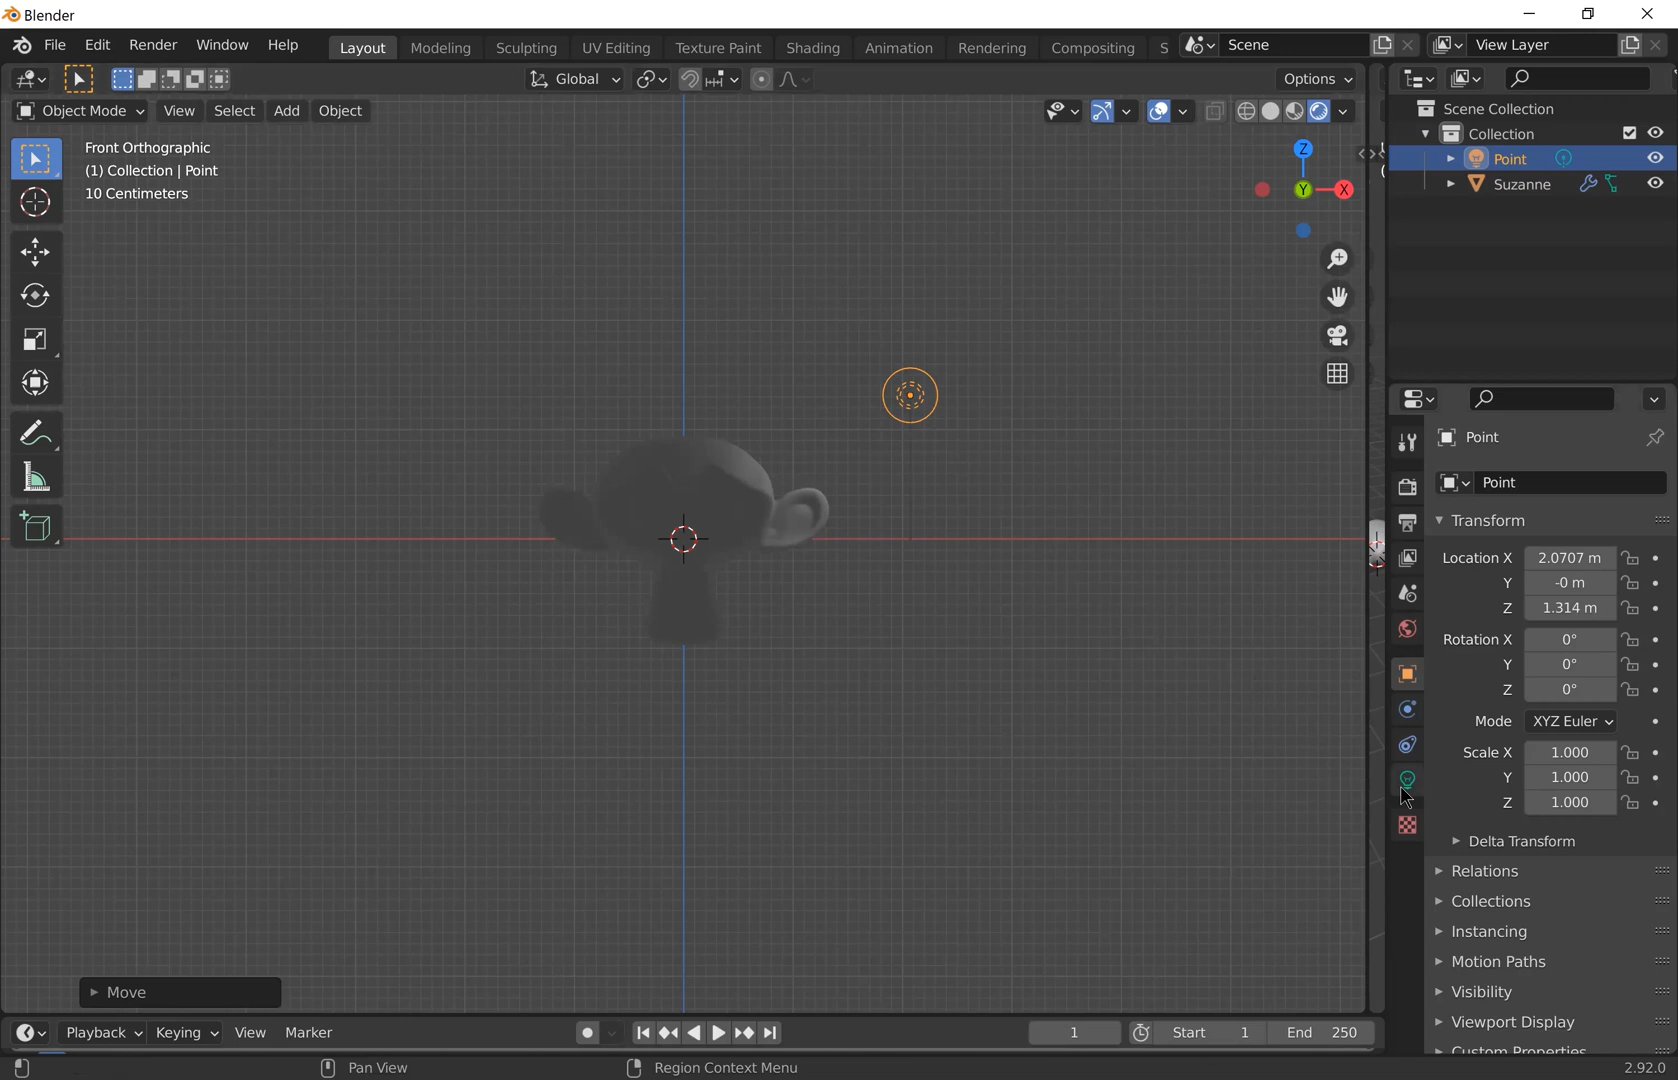 Blender
File Edit Render Window Help Layout Modeling Sculpting UV Editing Texture Paint Shading Animation Rendering Compositing S Scene View Layer
Global Options
Object Mode View Select Add Object
Scene Collection
Collection
Point
Suzanne
Front Orthographic
(1) Collection | Point
10 Centimeters
Z
Y X
Point
Point
Transform
Location X 2.0707 m
Y -0 m
Z 1.314 m
Rotation X 0°
Y 0°
Z 0°
Mode XYZ Euler
Scale X 1.000
Y 1.000
Z 1.000
Delta Transform
Relations
Collections
Instancing
Motion Paths
Visibility
Viewport Display
Custom Properties
Move
Playback Keying View Marker 1 Start 1 End 250
Pan View Region Context Menu 2.92.0